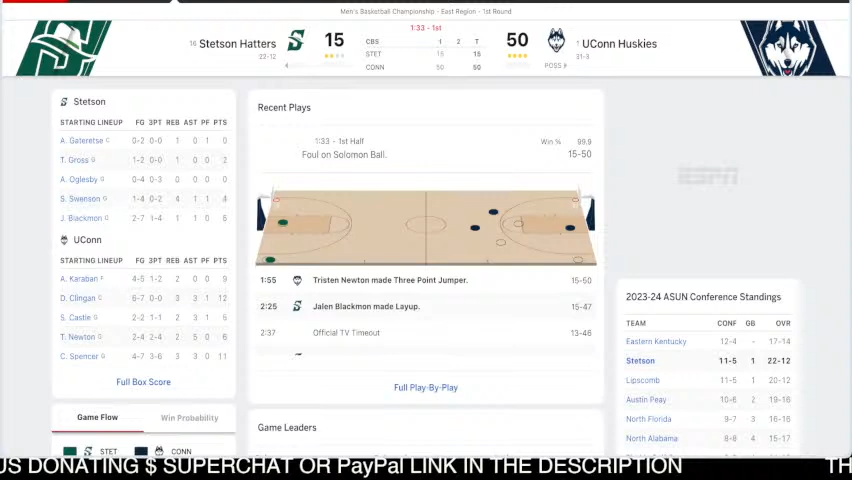 Men's Basketball Championship - East Region - 1st Round
16 Stetson Hatters
22-12
15
1:33 - 1st
CBS 1 2 T
STET 15 15
CONN 50 50
50
1 UConn Huskies
31-3
POSS
Stetson
STARTING LINEUP FG 3PT REB AST PF PTS
A. Gateretse C 0-2 0-0 1 0 1 0
T. Gross G 1-2 0-0 1 0 0 2
A. Oglesby G 0-4 0-3 0 0 0 0
S. Swenson G 1-4 0-2 4 1 1 4
J. Blackmon G 2-7 1-4 1 1 0 5
UConn
STARTING LINEUP FG 3PT REB AST PF PTS
A. Karaban F 4-5 1-2 2 0 0 9
D. Clingan C 6-7 0-0 3 3 1 12
S. Castle G 2-2 1-1 2 3 1 5
T. Newton G 2-4 2-4 2 5 0 6
C. Spencer G 4-7 3-6 3 3 0 11
Full Box Score
Game Flow Win Probability
STET CONN
Recent Plays
1:33 - 1st Half
Foul on Solomon Ball.
Win % 99.9
15-50
1:55 Tristen Newton made Three Point Jumper. 15-50
2:25 Jalen Blackmon made Layup. 15-47
2:37 Official TV Timeout 13-46
Full Play-By-Play
Game Leaders
ESPN
2023-24 ASUN Conference Standings
TEAM CONF GB OVR
Eastern Kentucky 12-4 - 17-14
Stetson 11-5 1 22-12
Lipscomb 11-5 1 20-12
Austin Peay 10-6 2 19-16
North Florida 9-7 3 16-16
North Alabama 8-8 4 15-17
US DONATING $ SUPERCHAT OR PayPal LINK IN THE DESCRIPTION TH